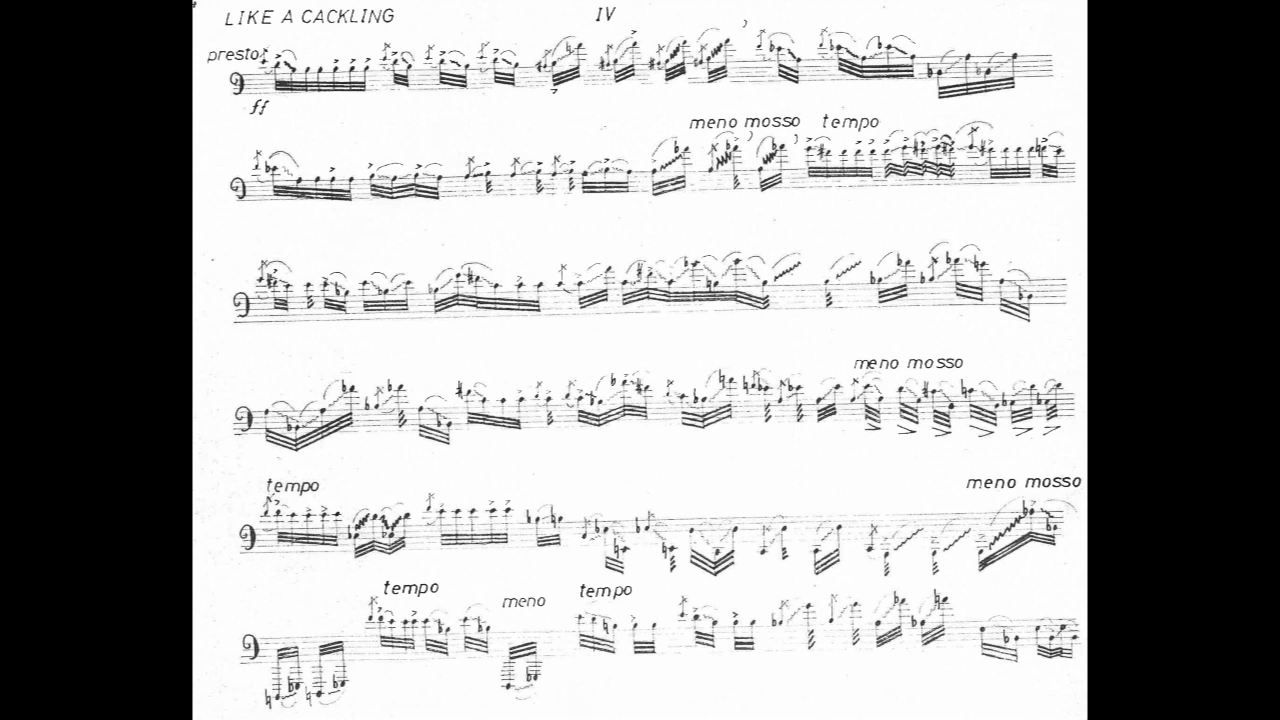 LIKE A CACKLING
IV
presto
ff
meno mosso
tempo
meno mosso
tempo
meno mosso
tempo
meno
tempo